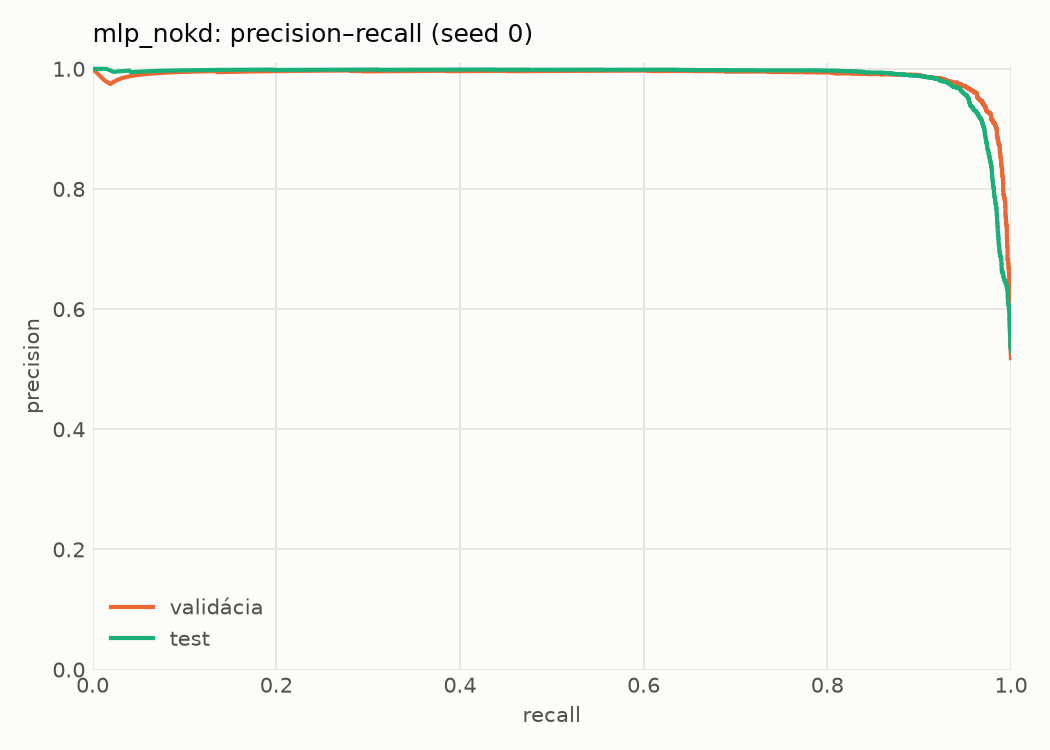 mlp_nokd: precision–recall (seed 0)
1.0
0.8
0.6
0.4
0.2
0.0
precision
validácia
test
0.0 0.2 0.4 0.6 0.8 1.0
recall